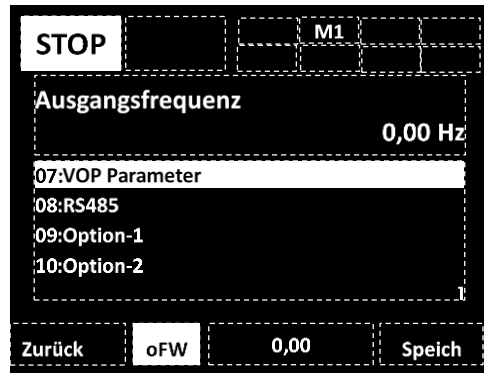 STOP
M1
Ausgangsfrequenz
0,00 Hz
07:VOP Parameter
08:RS485
09:Option-1
10:Option-2
Zurück oFW 0,00 Speich